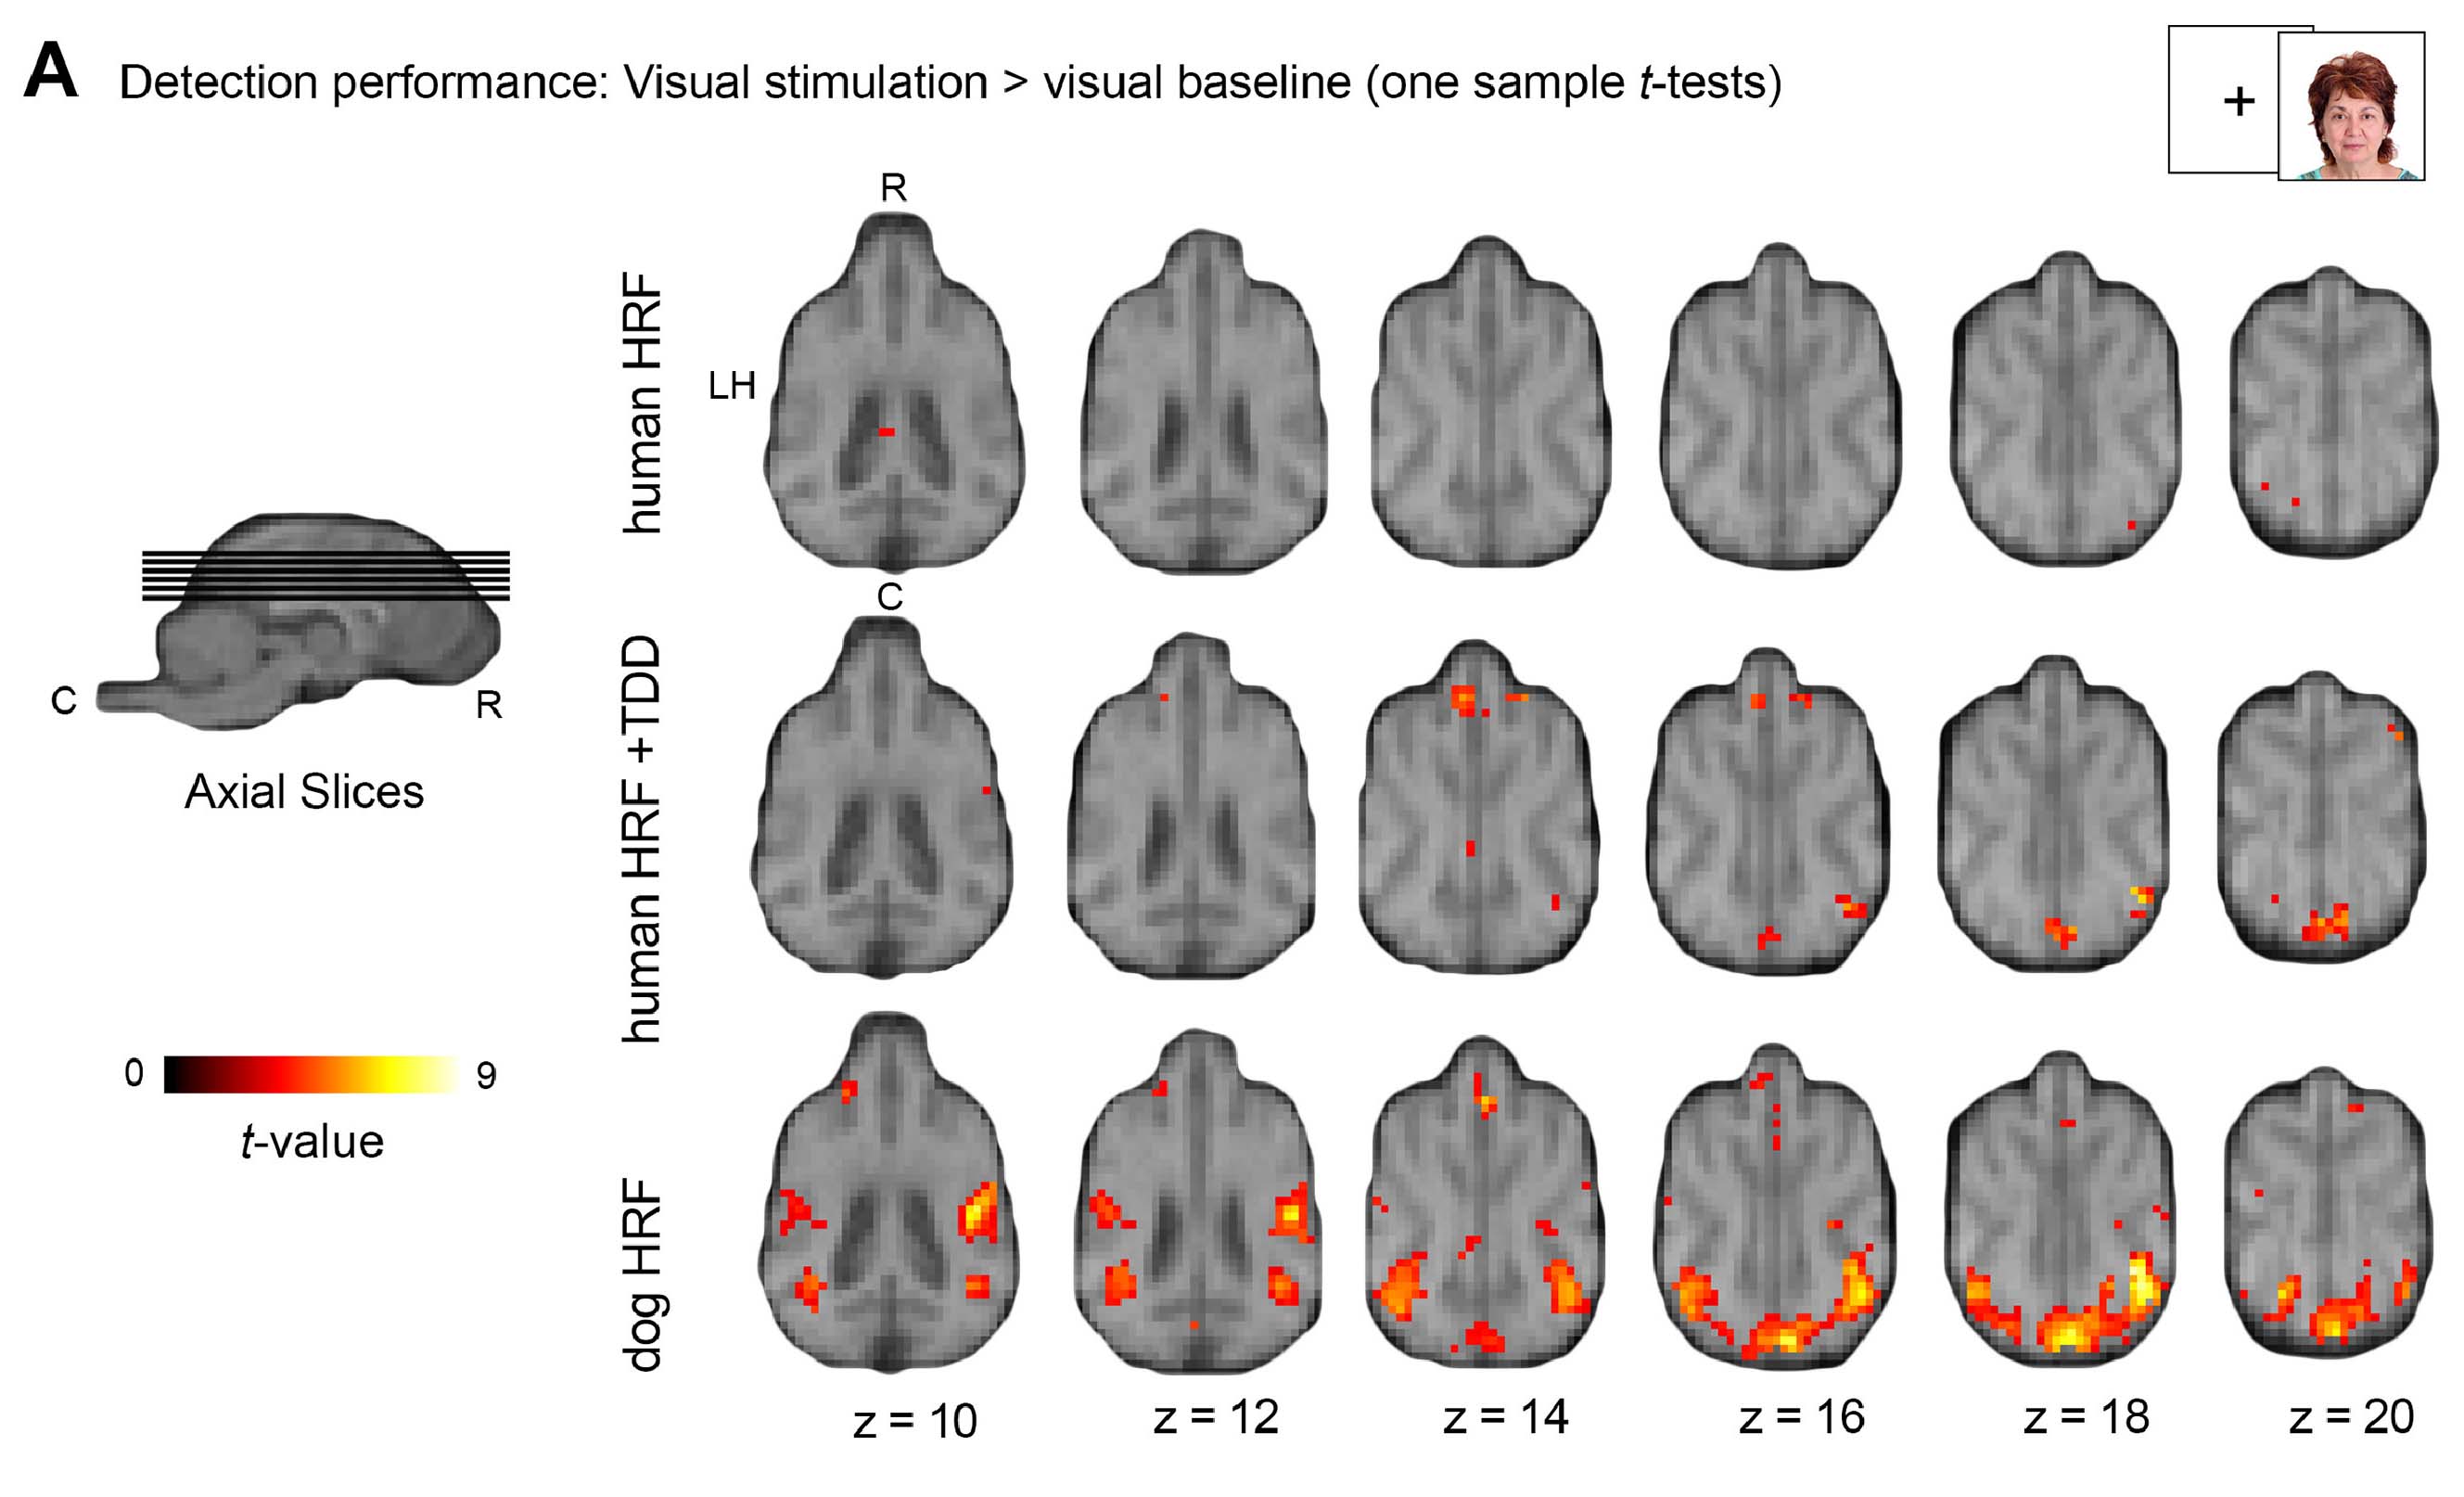 A Detection performance: Visual stimulation > visual baseline (one sample t-tests)
+
R
human HRF
LH
C
human HRF +TDD
C
R
Axial Slices
0
9
t-value
dog HRF
z = 10
z = 12
z = 14
z = 16
z = 18
z = 20